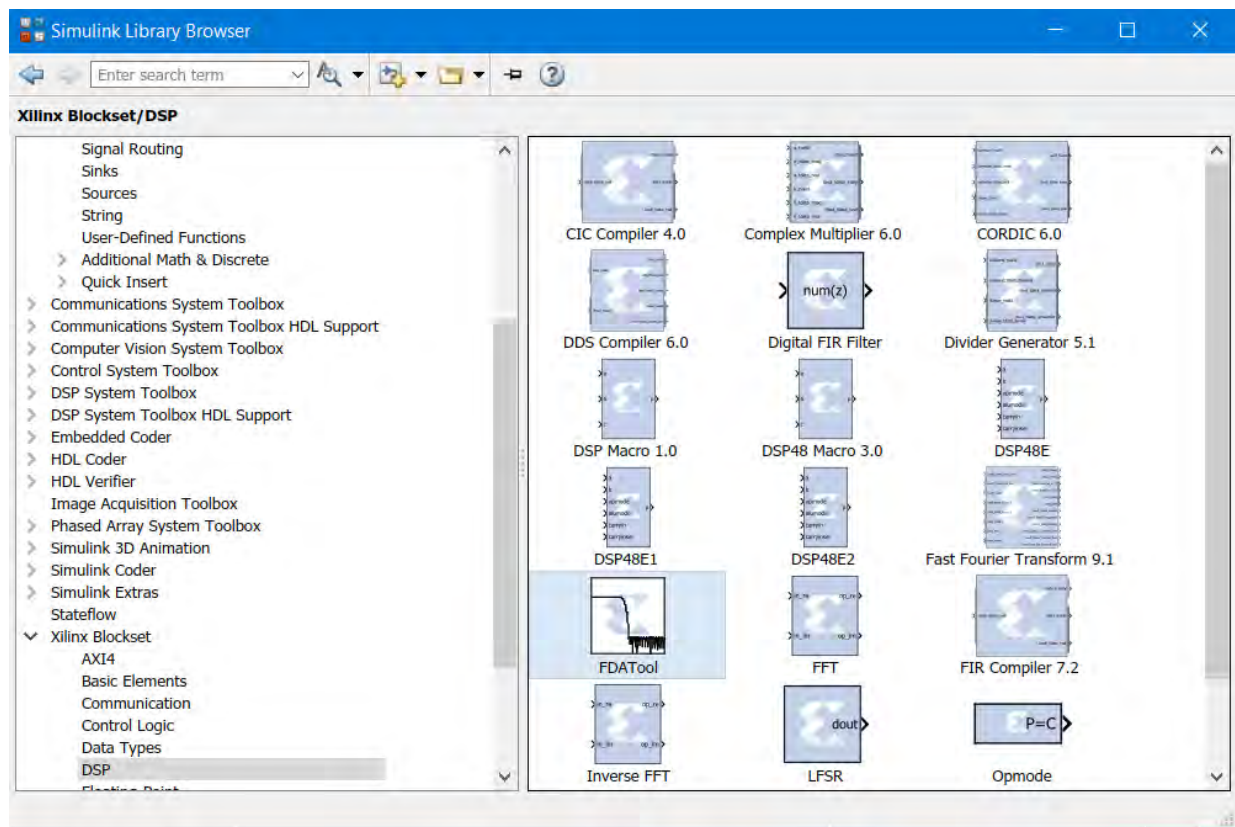 Simulink Library Browser
Enter search term
Xilinx Blockset/DSP
Signal Routing
Sinks
Sources
String
User-Defined Functions
Additional Math & Discrete
Quick Insert
Communications System Toolbox
Communications System Toolbox HDL Support
Computer Vision System Toolbox
Control System Toolbox
DSP System Toolbox
DSP System Toolbox HDL Support
Embedded Coder
HDL Coder
HDL Verifier
Image Acquisition Toolbox
Phased Array System Toolbox
Simulink 3D Animation
Simulink Coder
Simulink Extras
Stateflow
Xilinx Blockset
AXI4
Basic Elements
Communication
Control Logic
Data Types
DSP
Floating Point
CIC Compiler 4.0 Complex Multiplier 6.0 CORDIC 6.0
num(z)
DDS Compiler 6.0 Digital FIR Filter Divider Generator 5.1
DSP Macro 1.0 DSP48 Macro 3.0 DSP48E
DSP48E1 DSP48E2 Fast Fourier Transform 9.1
FDATool FFT FIR Compiler 7.2
dout P=C
Inverse FFT LFSR Opmode